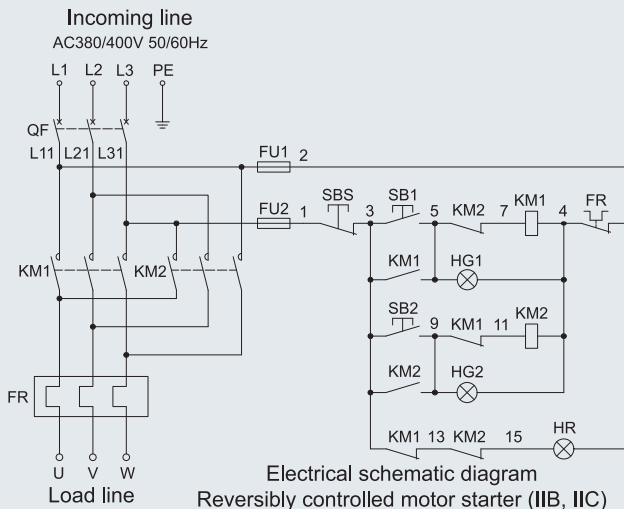 Incoming line
AC380/400V 50/60Hz
L1 L2 L3 PE
QF
L11 L21 L31
FU1 2
FU2 1 SBS 3 SB1 5 KM2 7 KM1 4 FR
KM1 KM2
KM1 HG1
SB2 9 KM1 11 KM2
KM2 HG2
FR
KM1 13 KM2 15 HR
U V W
Load line
Electrical schematic diagram
Reversibly controlled motor starter (IIB, IIC)